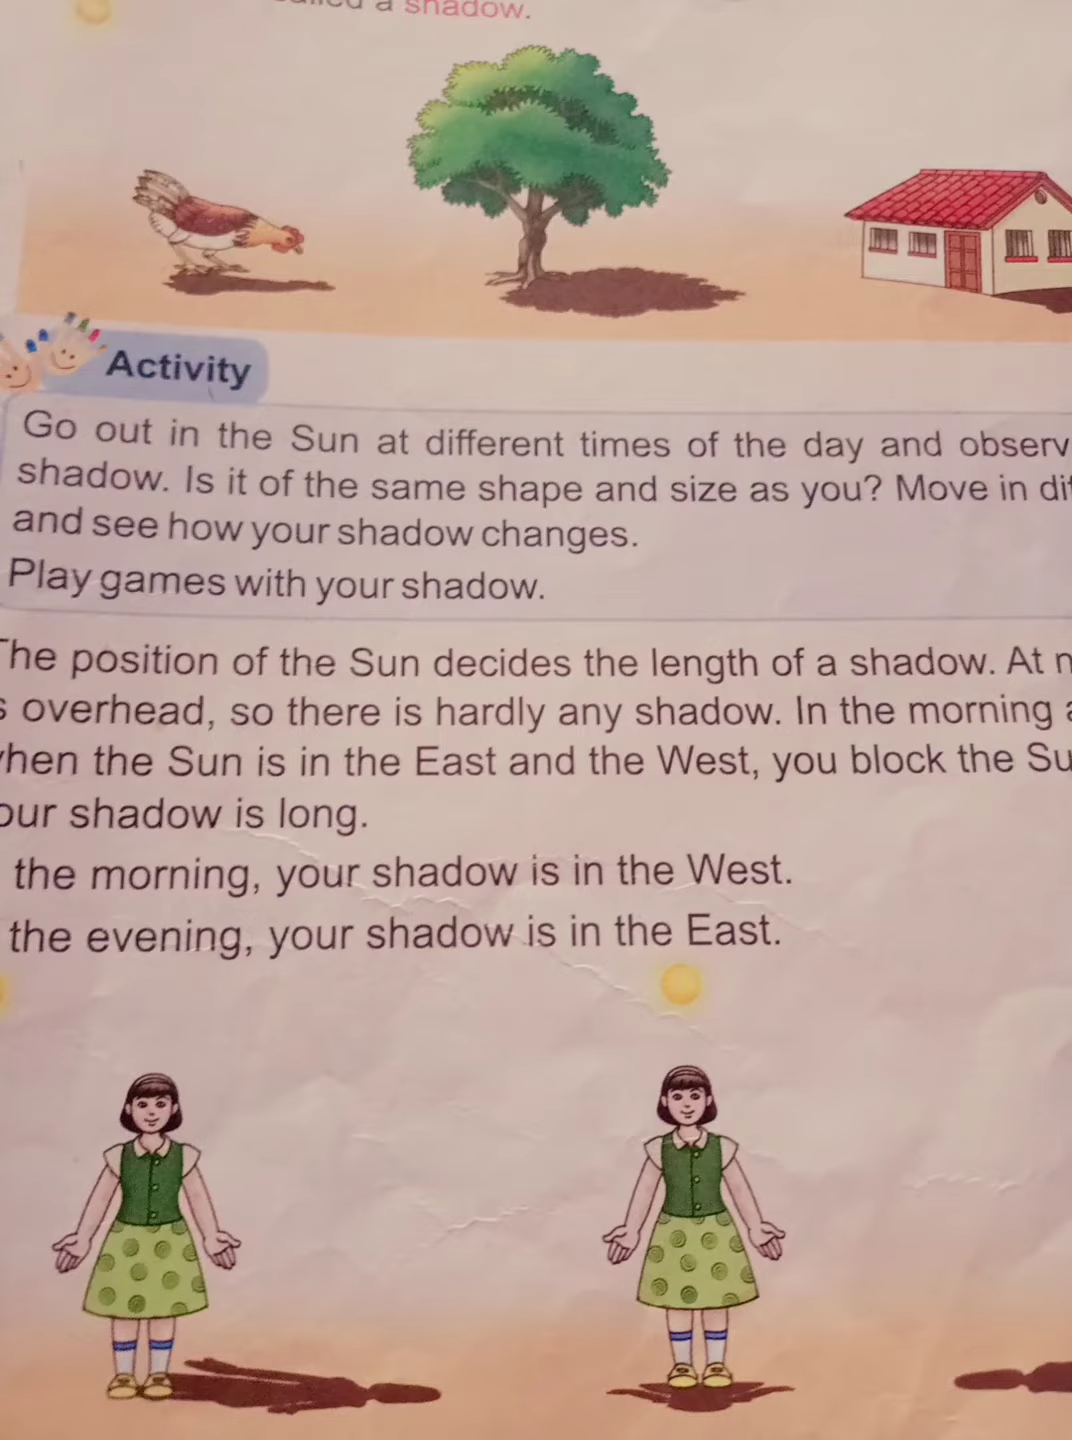 a shadow.
Activity
Go out in the Sun at different times of the day and observ
shadow. Is it of the same shape and size as you? Move in
and see how your shadow changes.
Play games with your shadow.
The position of the Sun decides the length of a shadow. At
overhead, so there is hardly any shadow. In the morning
when the Sun is in the East and the West, you block the
our shadow is long.
the morning, your shadow is in the West.
the evening, your shadow is in the East.